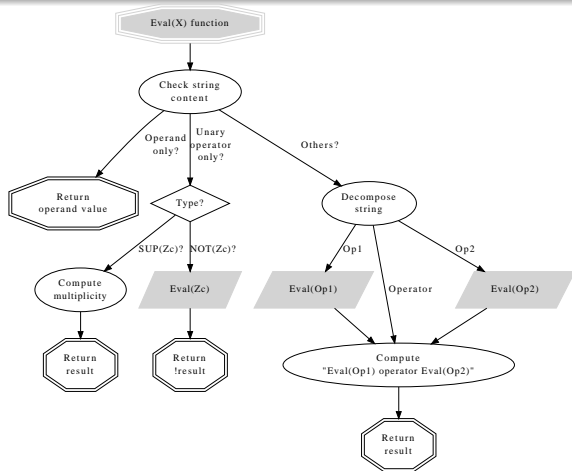 Eval(X) function
Check string
content
Operand
only?
Unary
operator
only?
Others?
Return
operand value
Type?
Decompose
string
SUP(Zc)?
NOT(Zc)?
Op1
Operator
Op2
Compute
multiplicity
Eval(Zc)
Eval(Op1)
Eval(Op2)
Return
result
Return
!result
Compute
"Eval(Op1) operator Eval(Op2)"
Return
result